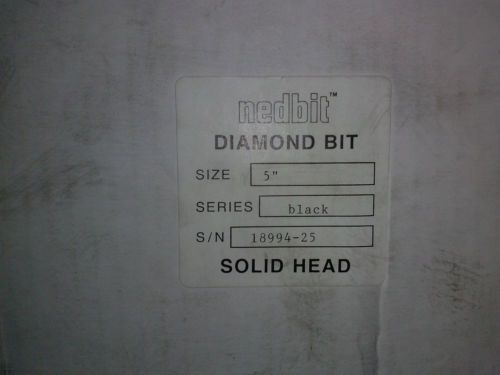 nedbit™
DIAMOND BIT
SIZE 5"
SERIES black
S/N 18994-25
SOLID HEAD